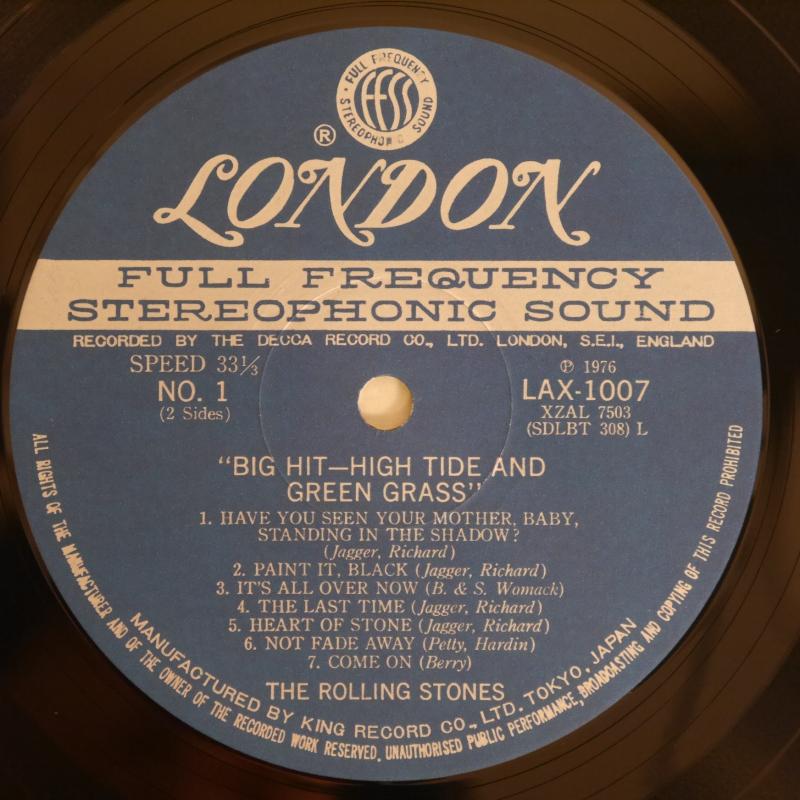 FULL FREQUENCY
ffss
STEREOPHONIC SOUND
®
LONDON
FULL FREQUENCY
STEREOPHONIC SOUND
RECORDED BY THE DECCA RECORD CO., LTD. LONDON, S.E.I., ENGLAND
SPEED 33⅓
NO. 1
(2 Sides)
℗ 1976
LAX-1007
XZAL 7503
(SDLBT 308) L
“BIG HIT—HIGH TIDE AND
GREEN GRASS”
1. HAVE YOU SEEN YOUR MOTHER, BABY,
STANDING IN THE SHADOW?
(Jagger, Richard)
2. PAINT IT, BLACK (Jagger, Richard)
3. IT'S ALL OVER NOW (B. & S. Womack)
4. THE LAST TIME (Jagger, Richard)
5. HEART OF STONE (Jagger, Richard)
6. NOT FADE AWAY (Petty, Hardin)
7. COME ON (Berry)
THE ROLLING STONES
MANUFACTURED BY KING RECORD CO., LTD. TOKYO, JAPAN
ALL RIGHTS OF THE MANUFACTURER AND OF THE OWNER OF THE RECORDED WORK RESERVED. UNAUTHORISED PUBLIC PERFORMANCE, BROADCASTING AND COPYING OF THIS RECORD PROHIBITED